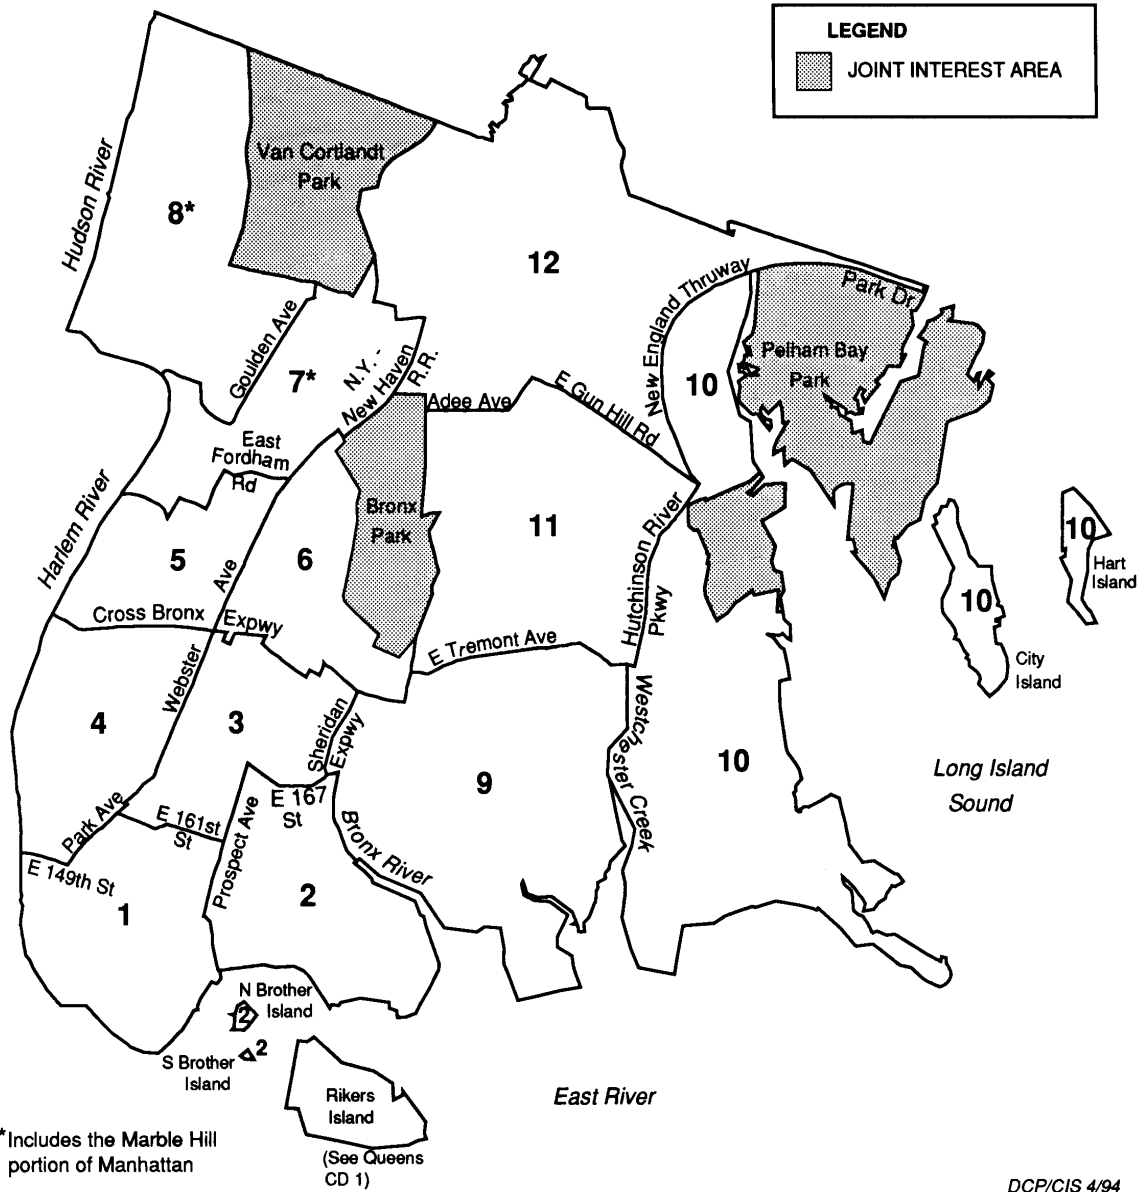 LEGEND
JOINT INTEREST AREA
Van Cortlandt
Park
Hudson River
8*
12
New England Thruway
Park Dr
Goulden Ave
7*
N.Y. -
New Haven
R.R.
Pelham Bay
Park
10
Adee Ave
E Gun Hill Rd
East
Fordham
Rd
Harlem River
Bronx
Park
11
Hutchinson River
Pkwy
10
Hart
Island
5
Ave
6
10
City
Island
Cross Bronx
Expwy
E Tremont Ave
Webster
4
3
Sheridan
Expwy
Westchester Creek
9
10
Long Island
Sound
Park Ave
E 161st
St
Prospect Ave
E 167
St
Bronx River
E 149th St
1
2
N Brother
Island
2
S Brother
Island
2
Rikers
Island
(See Queens
CD 1)
East River
*Includes the Marble Hill
portion of Manhattan
DCP/CIS 4/94